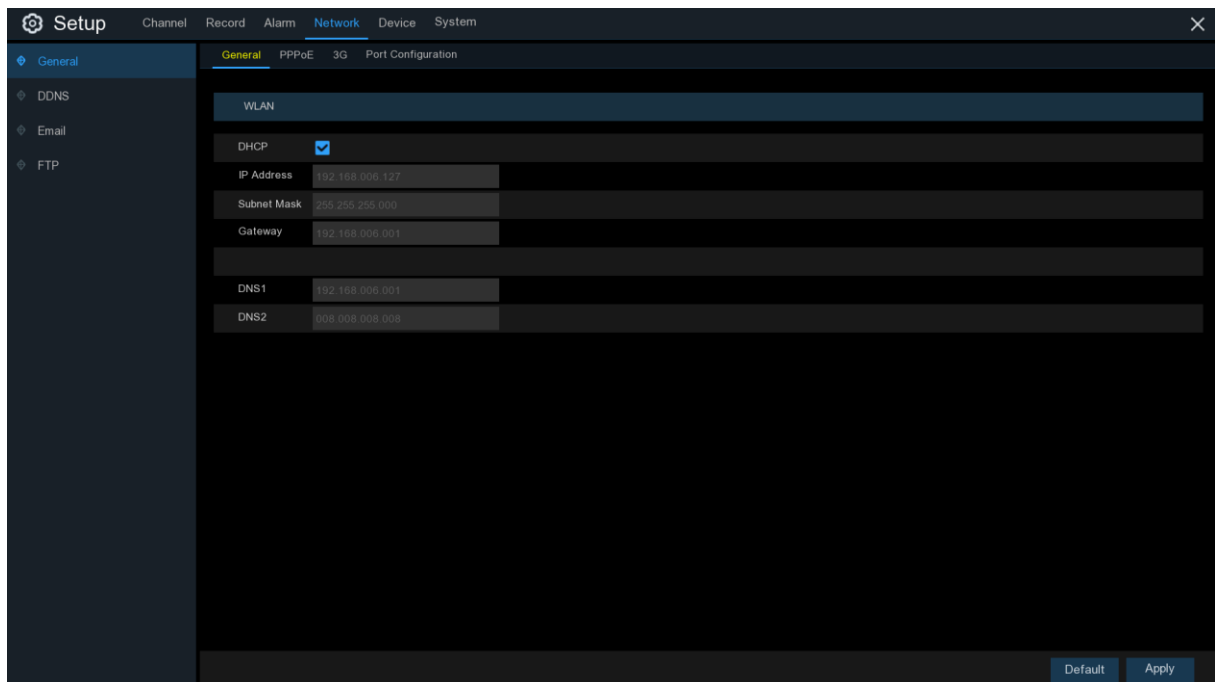 Setup Channel Record Alarm Network Device System
General PPPoE 3G Port Configuration
General
DDNS
Email
FTP
WLAN
DHCP
IP Address 192.168.006.127
Subnet Mask 255.255.255.000
Gateway 192.168.006.001
DNS1 192.168.006.001
DNS2 008.008.008.008
Default Apply